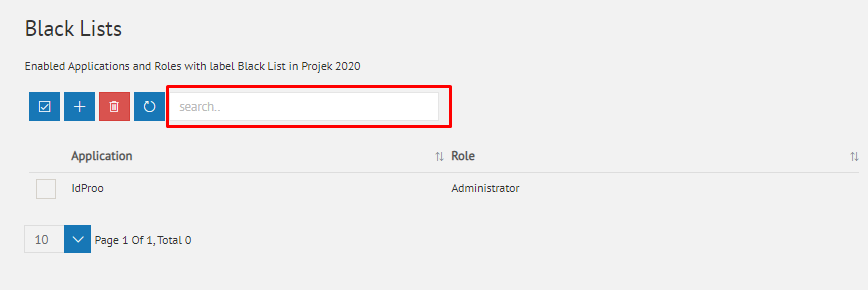 Black Lists
Enabled Applications and Roles with label Black List in Projek 2020
search..
Application Role
IdProo Administrator
10 Page 1 Of 1, Total 0